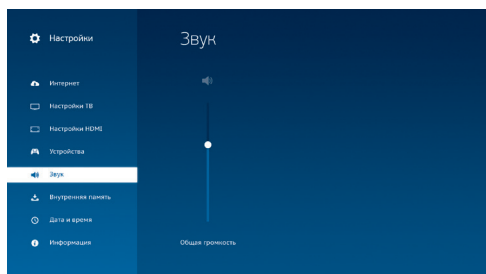 Настройки
Звук
Интернет
Настройки ТВ
Настройки HDMI
Устройства
Звук
Внутренняя память
Дата и время
Информация
Общая громкость